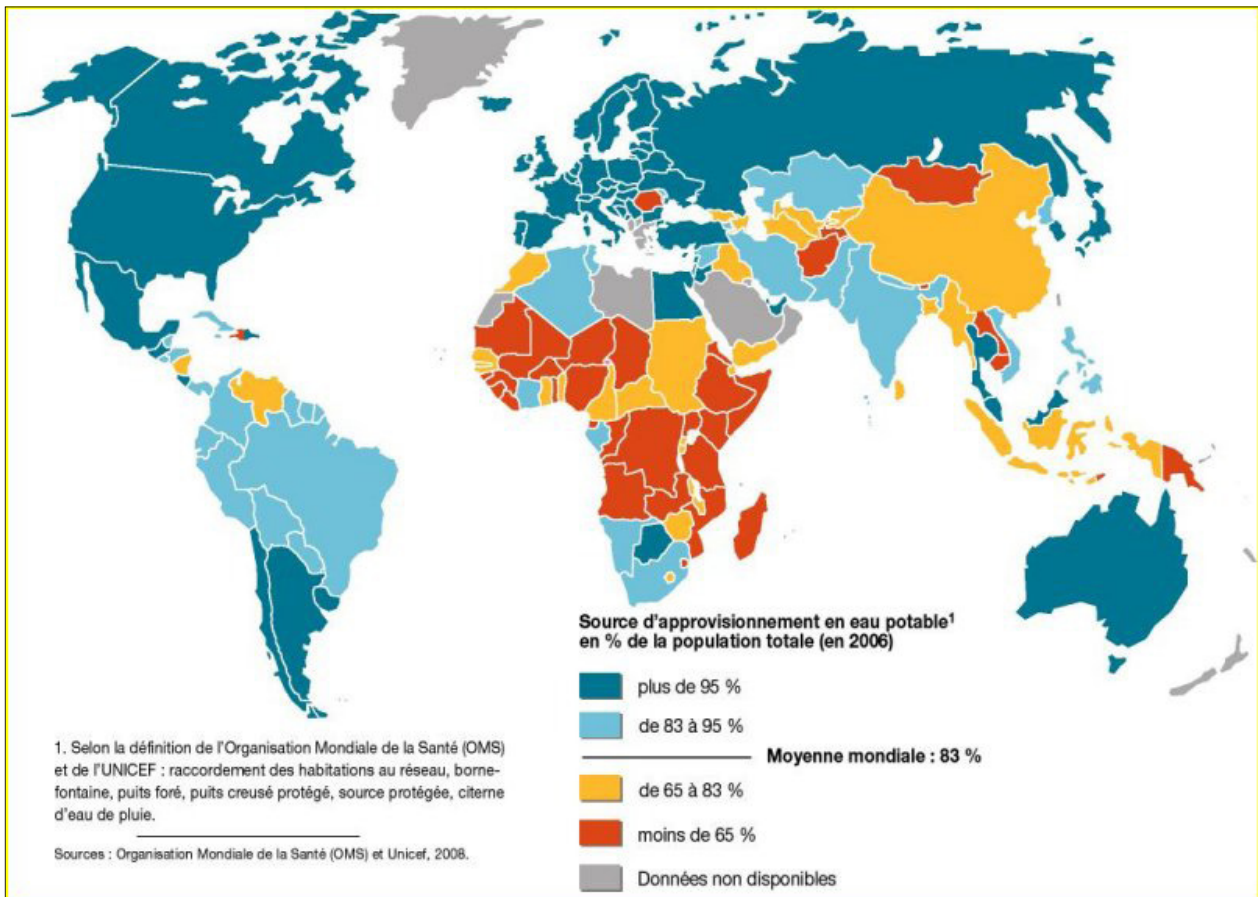 Source d'approvisionnement en eau potable¹
en % de la population totale (en 2006)
plus de 95 %
de 83 à 95 %
Moyenne mondiale : 83 %
de 65 à 83 %
moins de 65 %
Données non disponibles
1. Selon la définition de l'Organisation Mondiale de la Santé (OMS)
et de l'UNICEF : raccordement des habitations au réseau, borne-
fontaine, puits foré, puits creusé protégé, source protégée, citerne
d'eau de pluie.
Sources : Organisation Mondiale de la Santé (OMS) et Unicef, 2008.